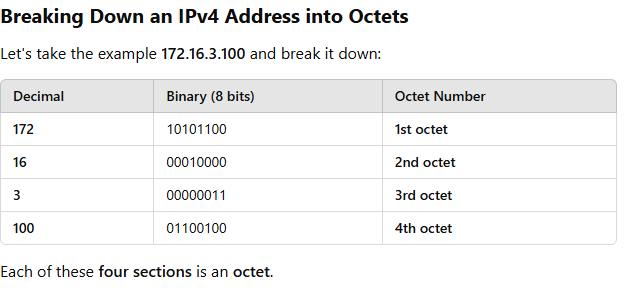 Breaking Down an IPv4 Address into Octets
Let's take the example 172.16.3.100 and break it down:
Decimal Binary (8 bits) Octet Number
172 10101100 1st octet
16 00010000 2nd octet
3 00000011 3rd octet
100 01100100 4th octet
Each of these four sections is an octet.